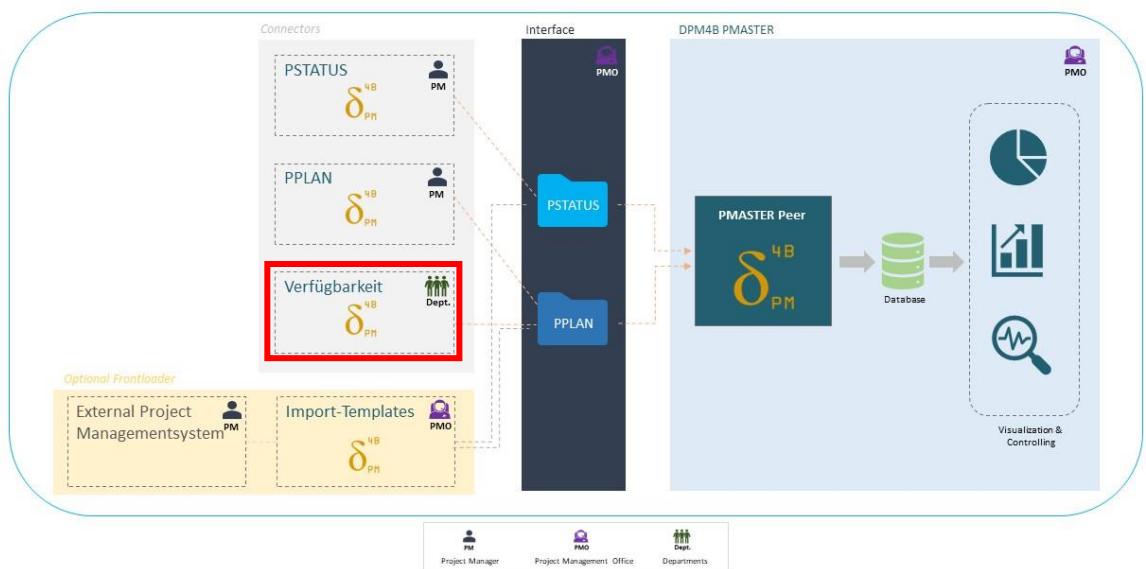 Connectors
Interface
DPM4B PMASTER
PSTATUS
PM
δ 4B PM
PMO
PMO
PPLAN
PM
δ 4B PM
PSTATUS
PMASTER Peer
δ 4B PM
Database
Verfügbarkeit
Dept.
δ 4B PM
PPLAN
Optional Frontloader
External Project
Managementsystem
PM
Import-Templates
PMO
δ 4B PM
Visualization &
Controlling
PM
Project Manager
PMO
Project Management Office
Dept.
Departments